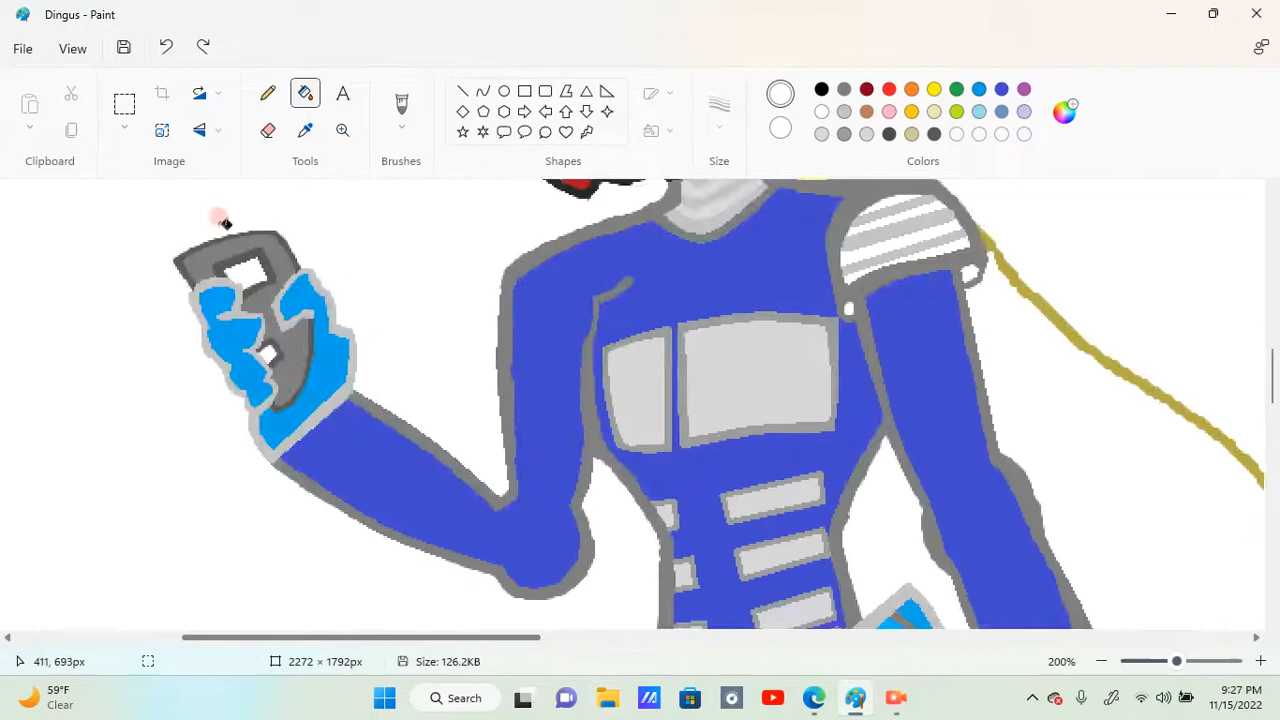 Dingus - Paint
File View
Clipboard Image Tools Brushes Shapes Size Colors
411, 693px 2272 × 1792px Size: 126.2KB 200%
59°F
Clear
Search
9:27 PM
11/15/2022